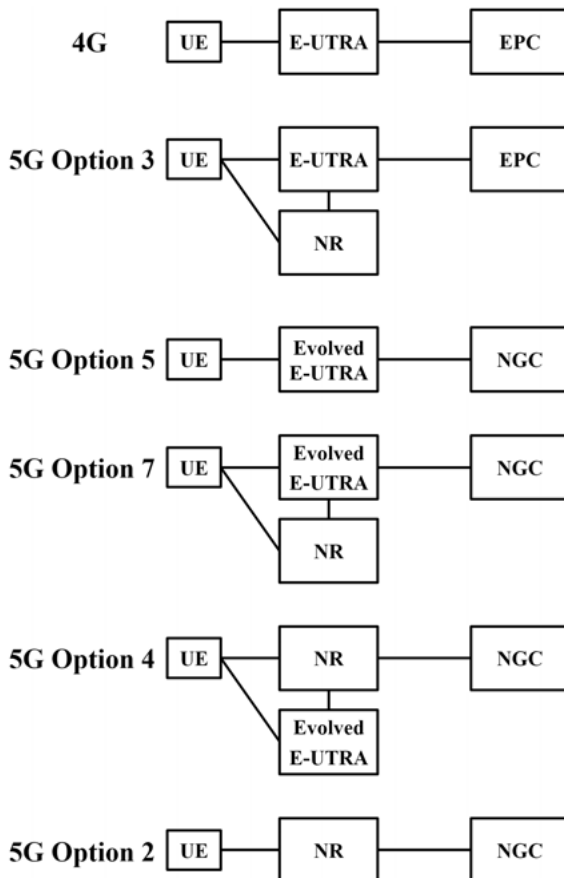 4G UE E-UTRA EPC
5G Option 3 UE E-UTRA EPC
NR
5G Option 5 UE Evolved E-UTRA NGC
5G Option 7 UE Evolved E-UTRA NGC
NR
5G Option 4 UE NR NGC
Evolved
E-UTRA
5G Option 2 UE NR NGC